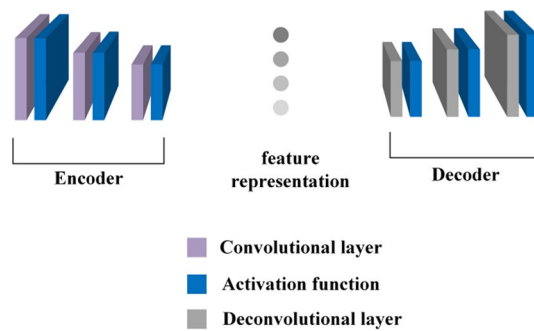 Encoder
feature
representation
Decoder
Convolutional layer
Activation function
Deconvolutional layer